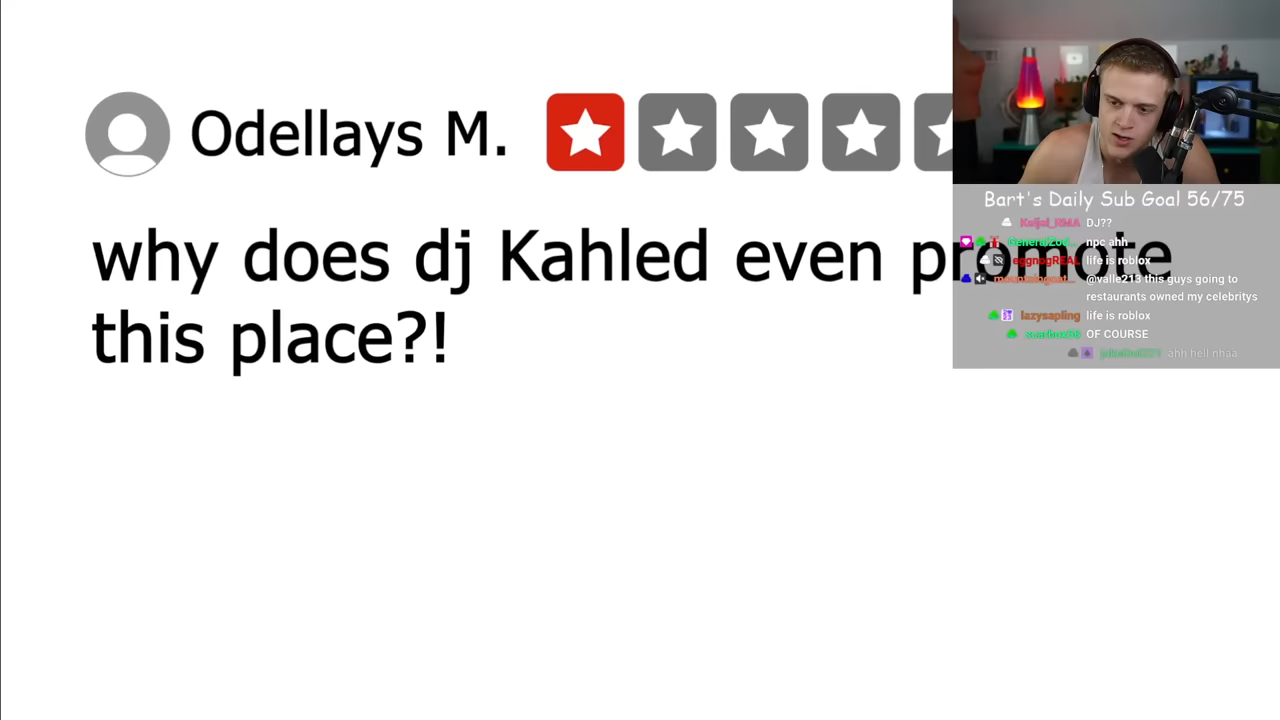 Odellays M.
why does dj Kahled even promote
this place?!
Bart's Daily Sub Goal 56/75
DJ??
npc ahh
eggnogREAL life is roblox
@valle213 this guys going to
restaurants owned my celebritys
lazysapling life is roblox
OF COURSE
ahh hell nhaa